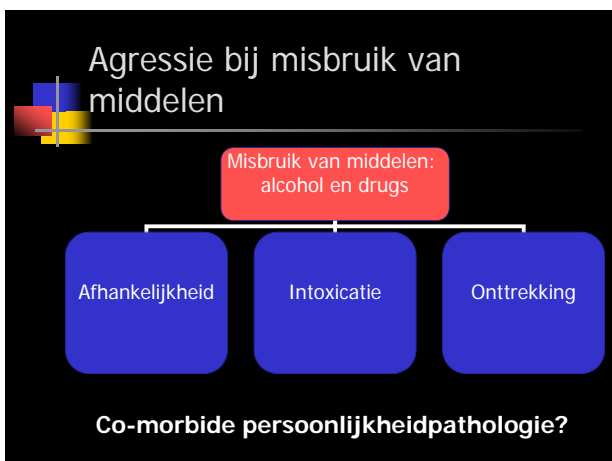 Agressie bij misbruik van
middelen
Misbruik van middelen:
alcohol en drugs
Afhankelijkheid
Intoxicatie
Onttrekking
Co-morbide persoonlijkheidpathologie?